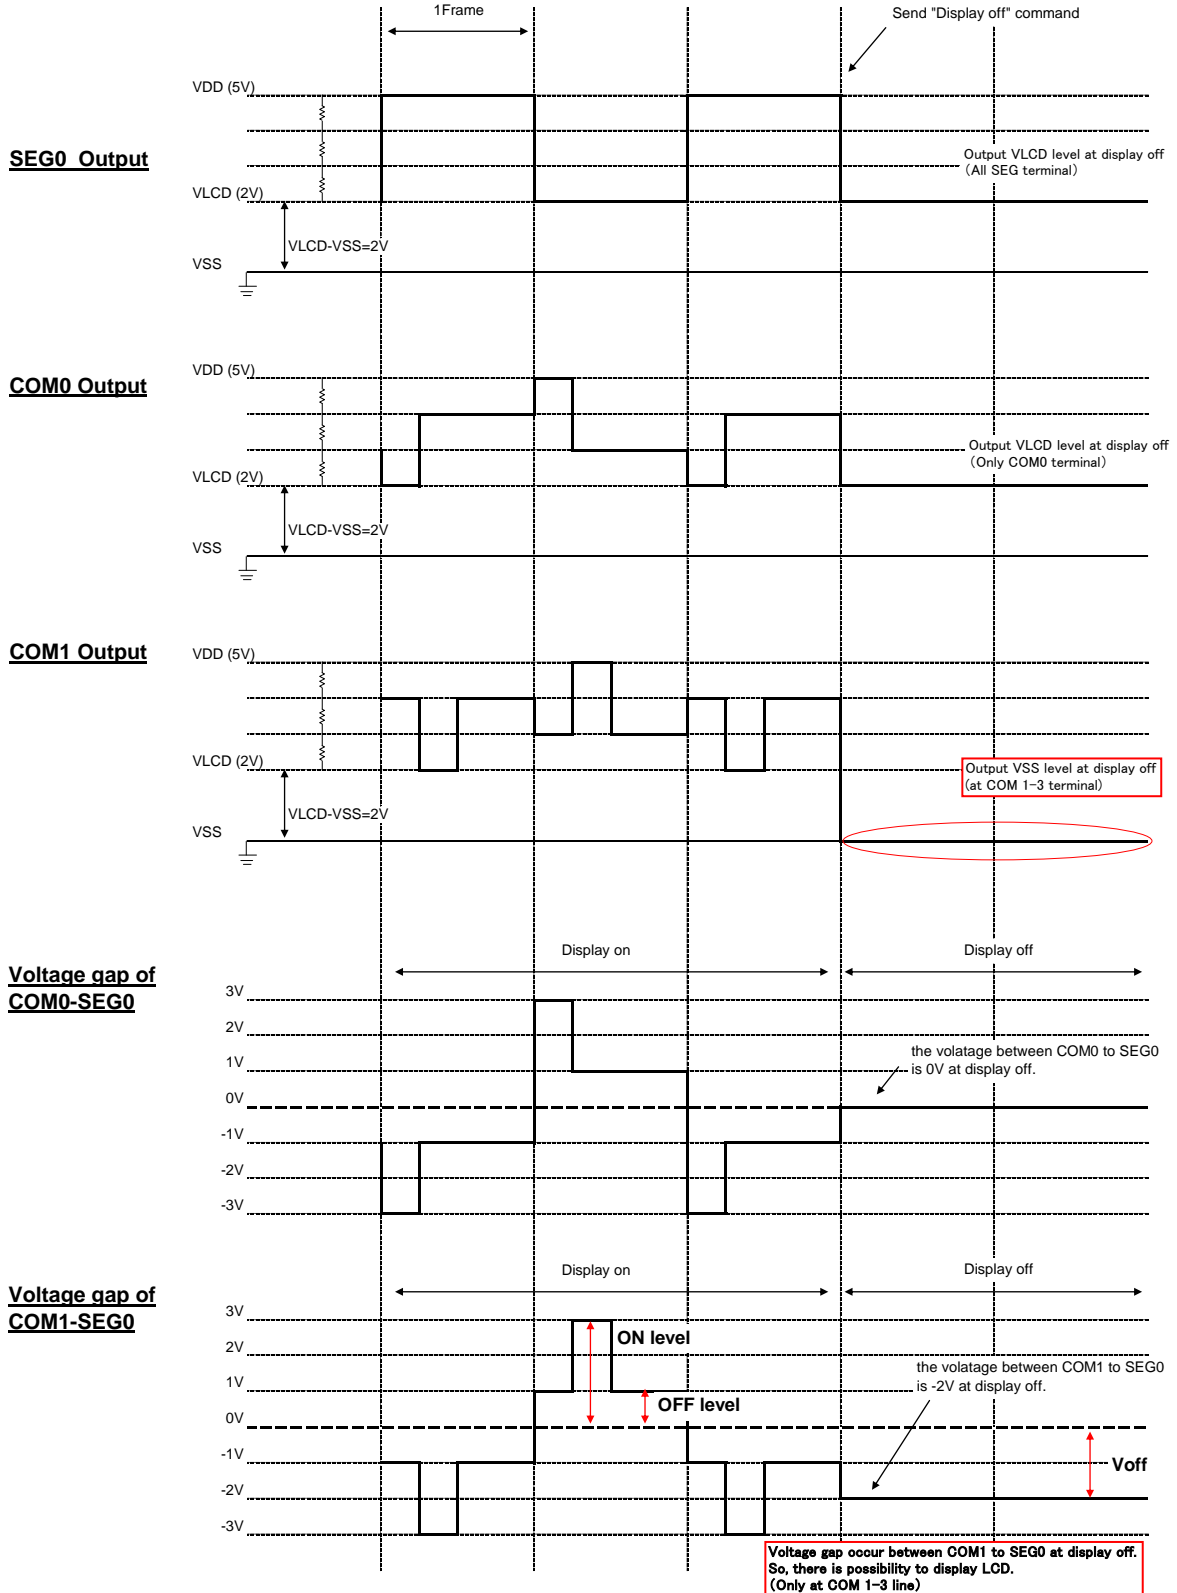 1Frame
Send "Display off" command
VDD (5V)
SEG0  Output
Output VLCD level at display off
(All SEG terminal)
VLCD (2V)
VLCD-VSS=2V
VSS
VDD (5V)
COM0 Output
Output VLCD level at display off
(Only COM0 terminal)
VLCD (2V)
VLCD-VSS=2V
VSS
COM1 Output
VDD (5V)
VLCD (2V)
Output VSS level at display off
(at COM 1-3 terminal)
VLCD-VSS=2V
VSS
Display on
Display off
Voltage gap of
COM0-SEG0
3V
2V
1V
the volatage between COM0 to SEG0
is 0V at display off.
0V
-1V
-2V
-3V
Display on
Display off
Voltage gap of
COM1-SEG0
3V
ON level
2V
the volatage between COM1 to SEG0
is -2V at display off.
1V
OFF level
0V
-1V
Voff
-2V
-3V
Voltage gap occur between COM1 to SEG0 at display off.
So, there is possibility to display LCD.
(Only at COM 1-3 line)